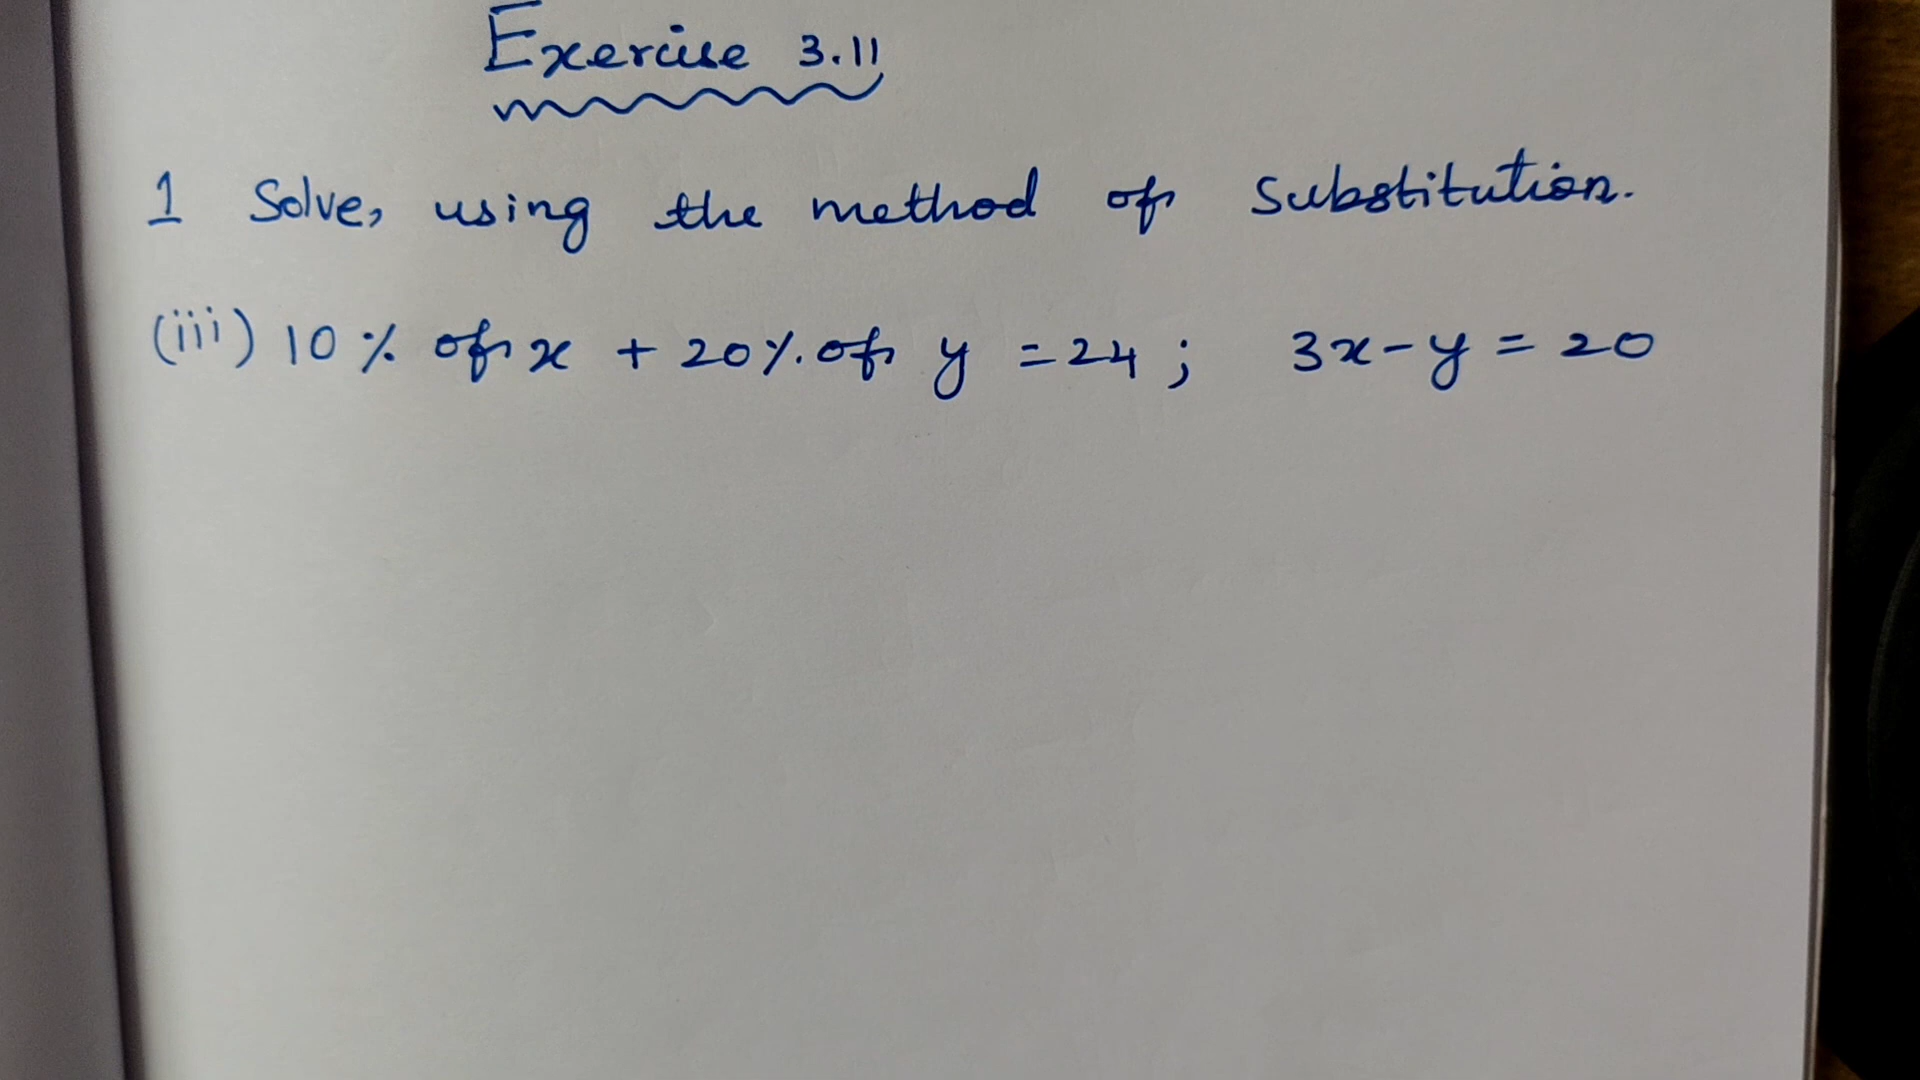 Exercise 3.11
1 Solve, using the method of substitution.
(iii) 10% of x + 20% of y = 24; 3x - y = 20